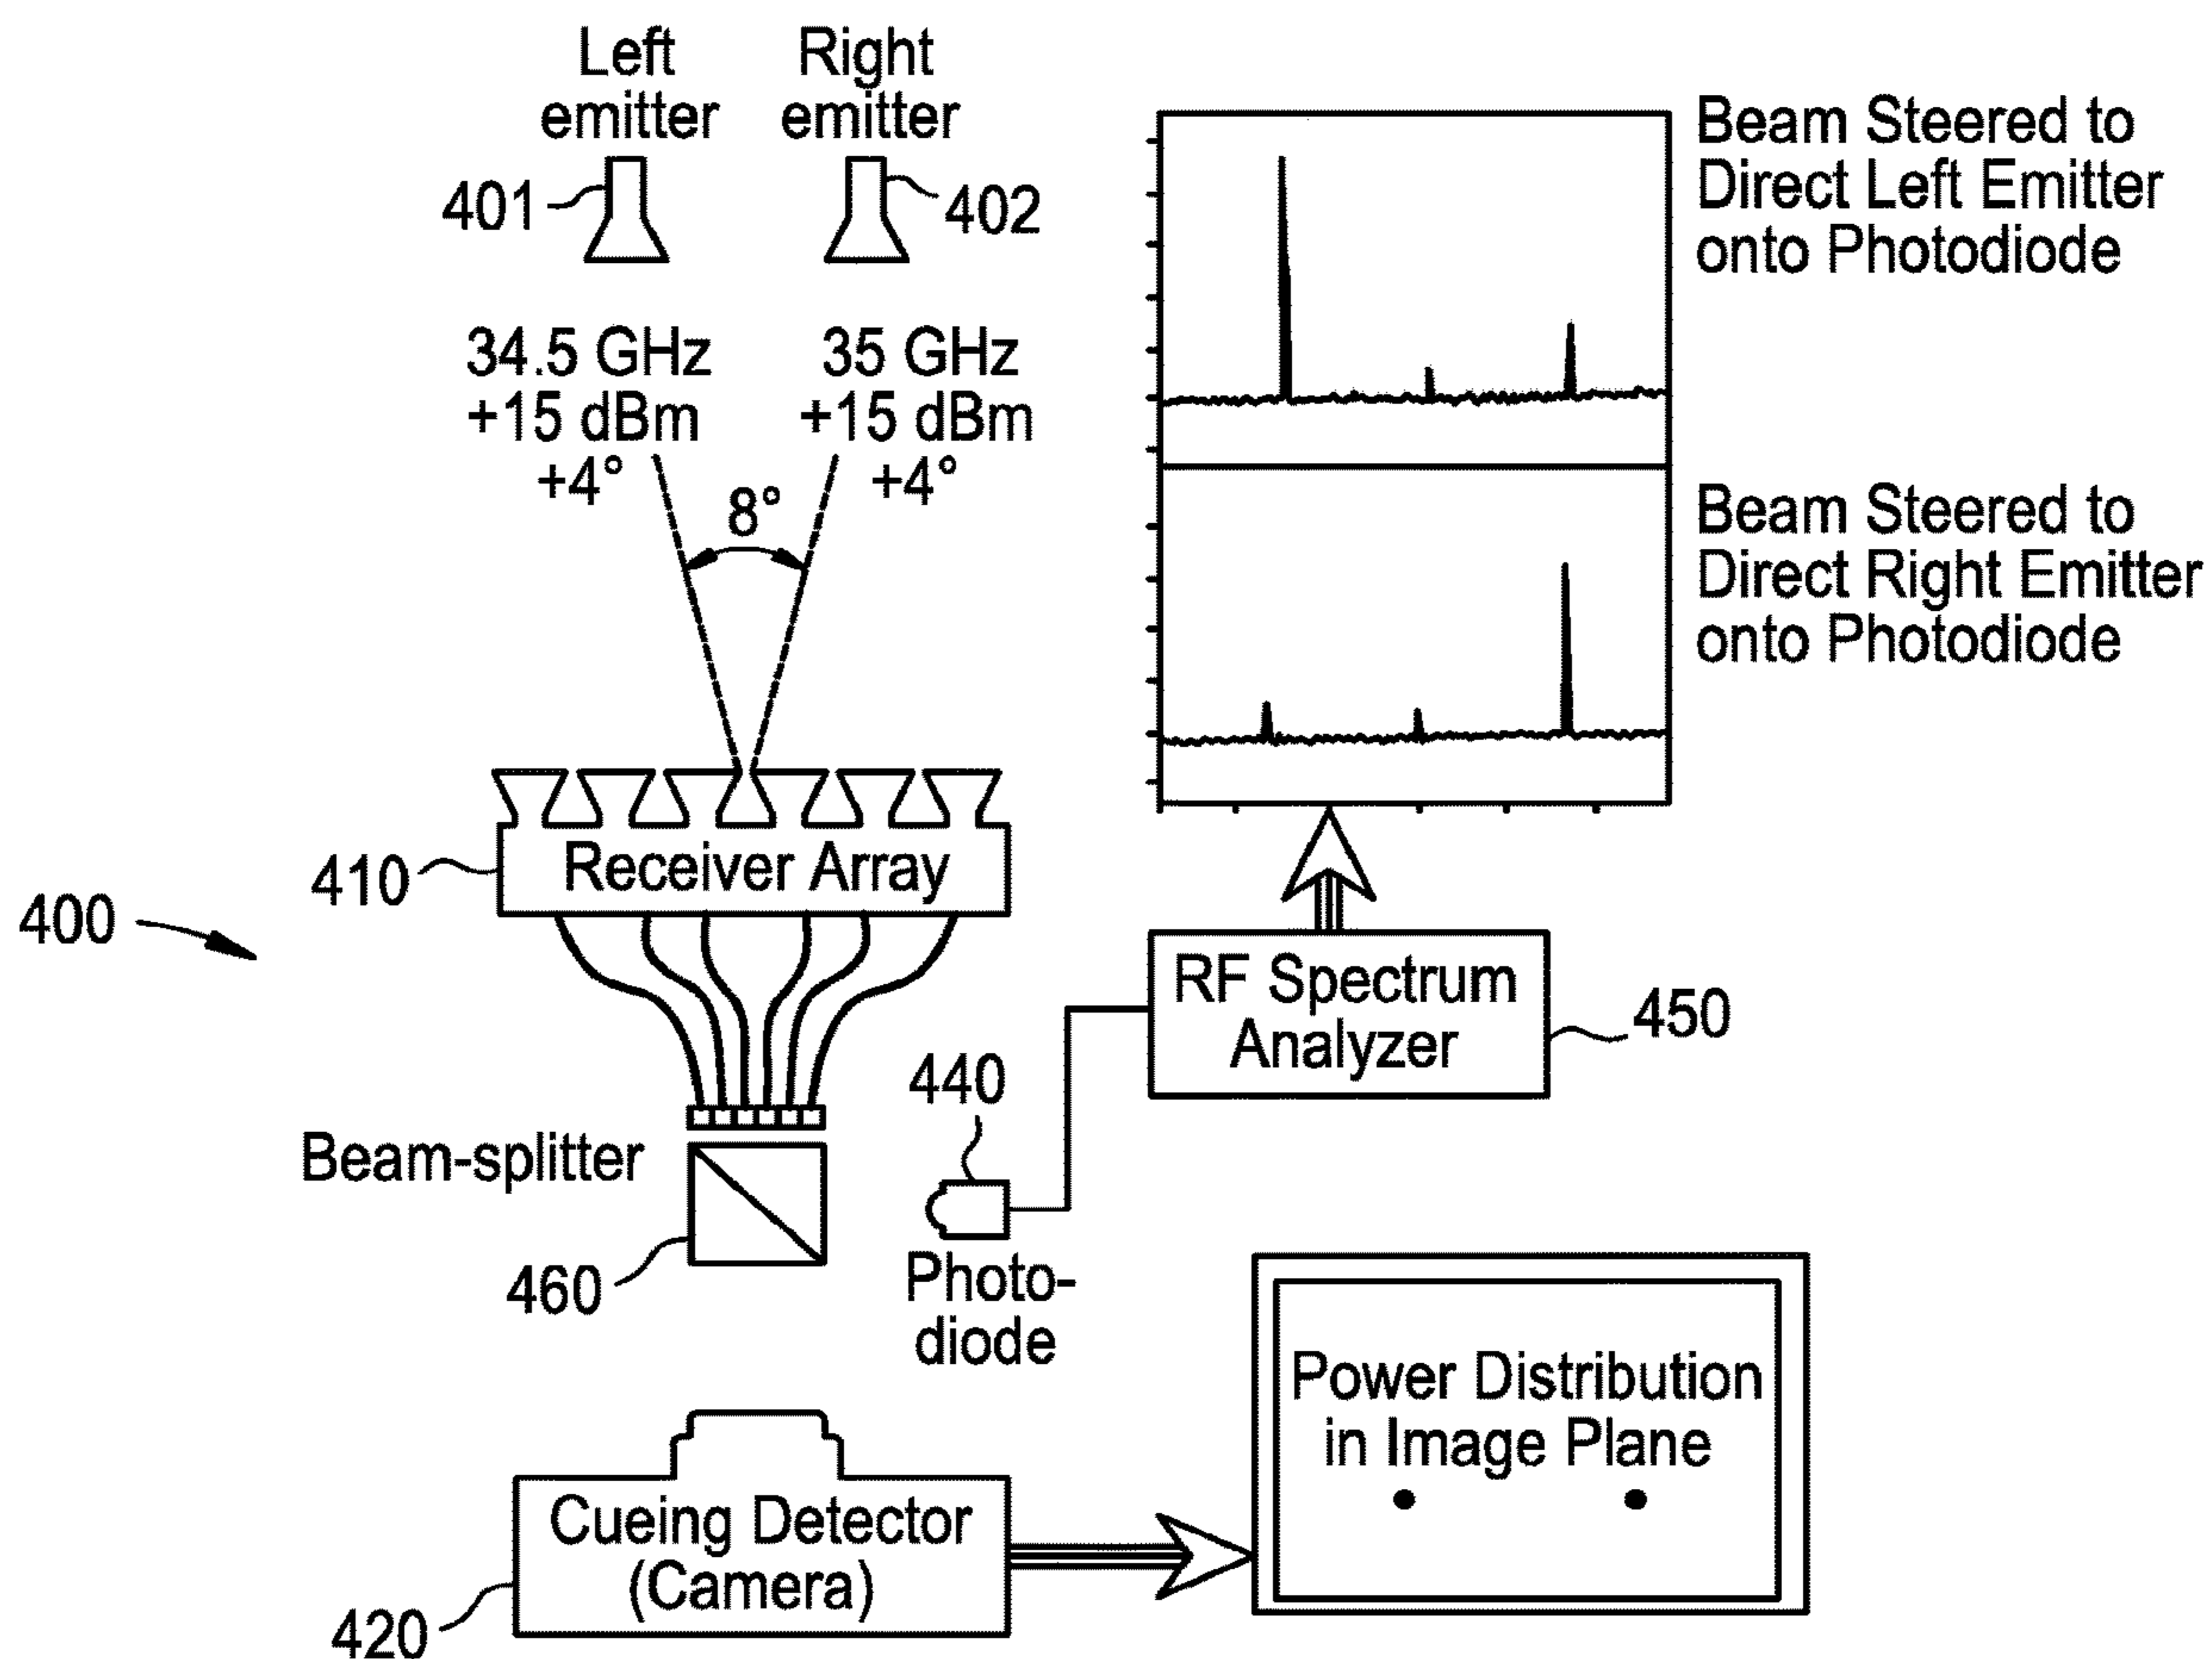 Left
emitter
Right
emitter
401
402
34.5 GHz
+15 dBm
+4°
35 GHz
+15 dBm
+4°
8°
Beam Steered to
Direct Left Emitter
onto Photodiode
Beam Steered to
Direct Right Emitter
onto Photodiode
410
Receiver Array
400
RF Spectrum
Analyzer
450
440
Beam-splitter
460
Photo-
diode
Power Distribution
in Image Plane
Cueing Detector
(Camera)
420